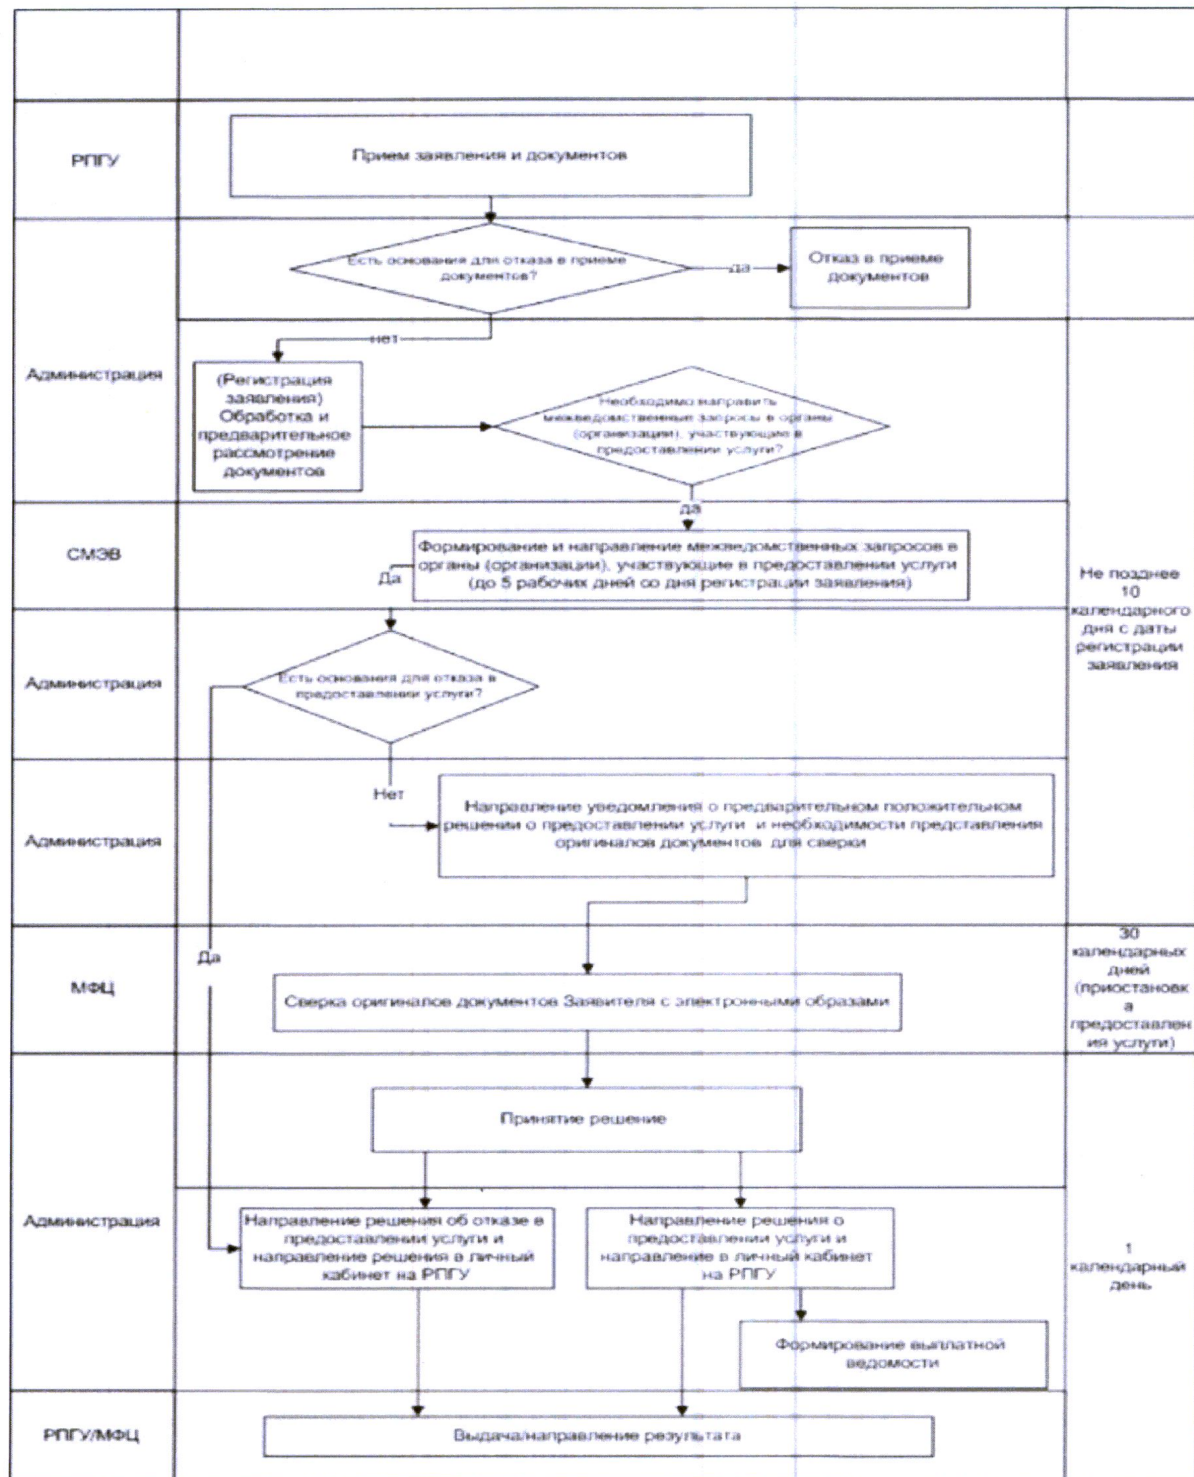 РПГУ
Прием заявления и документов
Есть основания для отказа в приеме
документов?
да
Отказ в приеме
документов
нет
Администрация
(Регистрация
заявления)
Обработка и
предварительное
рассмотрение
документов
Необходимо направить
межведомственные запросы в органы
(организации), участвующие в
предоставлении услуги?
да
СМЭВ
Формирование и направление межведомственных запросов в
органы (организации), участвующие в предоставлении услуги
(до 5 рабочих дней со дня регистрации заявления)
Да
Не позднее
10
календарного
дня с даты
регистрации
заявления
Администрация
Есть основания для отказа в
предоставлении услуги?
Нет
Администрация
Направление уведомления о предварительном положительном
решении о предоставлении услуги и необходимости представления
оригиналов документов для сверки
Да
МФЦ
Сверка оригиналов документов Заявителя с электронными образами
30
календарных
дней
(приостановк
а
предоставлен
ия услуги)
Принятие решение
Администрация
Направление решения об отказе в
предоставлении услуги и
направление решения в личный
кабинет на РПГУ
Направление решения о
предоставлении услуги и
направление в личный кабинет
на РПГУ
1
календарный
день
Формирование выплатной
ведомости
РПГУ/МФЦ
Выдача/направление результата